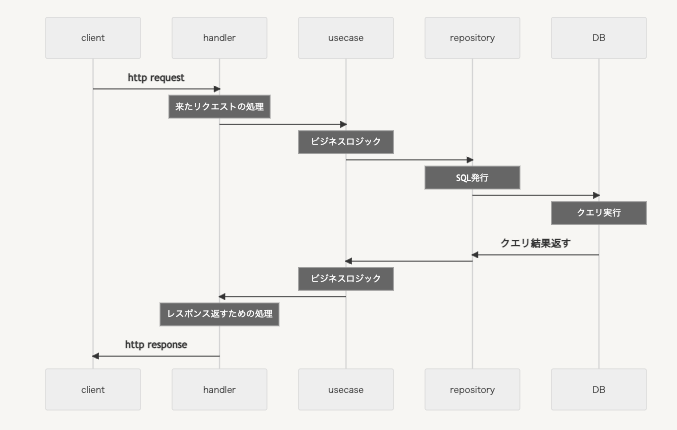 client
handler
usecase
repository
DB
http request
来たリクエストの処理
ビジネスロジック
SQL発行
クエリ実行
クエリ結果返す
ビジネスロジック
レスポンス返すための処理
http response
client
handler
usecase
repository
DB